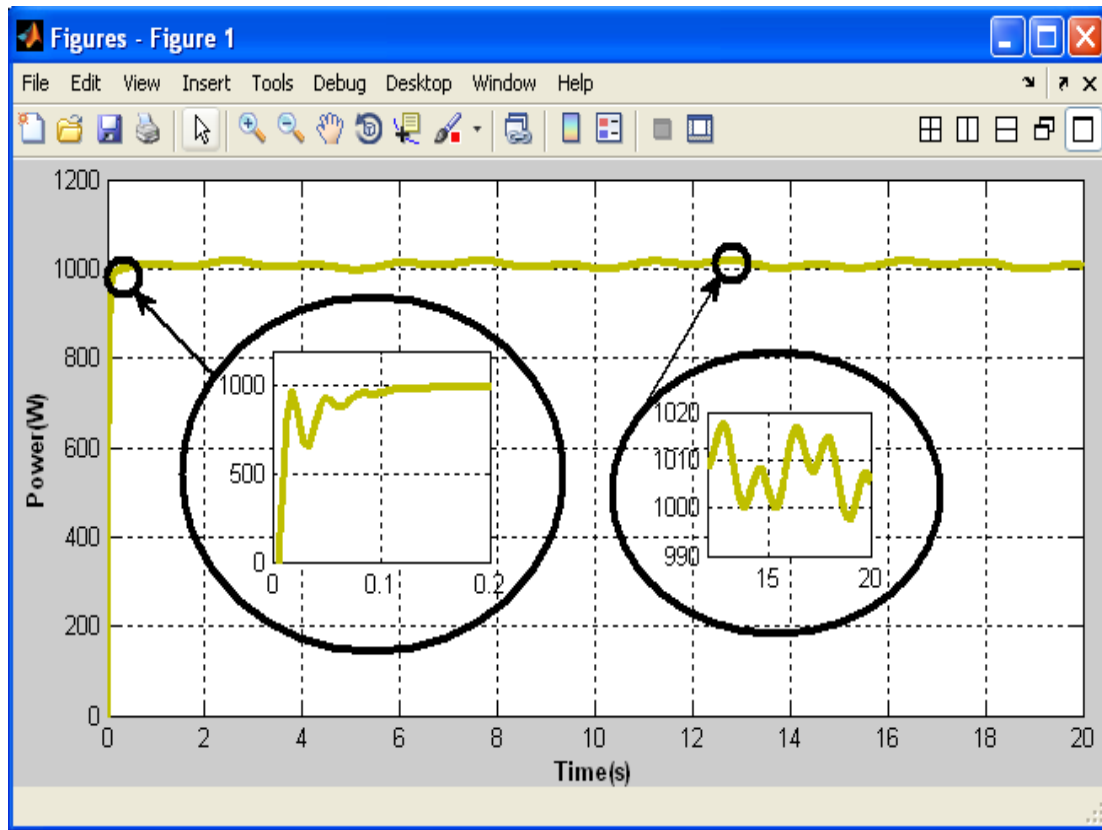 Figures - Figure 1
File Edit View Insert Tools Debug Desktop Window Help
1200
1000
800
600
400
200
0
Power(W)
1000
500
0
0 0.1 0.2
1020
1010
1000
990
15 20
0 2 4 6 8 10 12 14 16 18 20
Time(s)